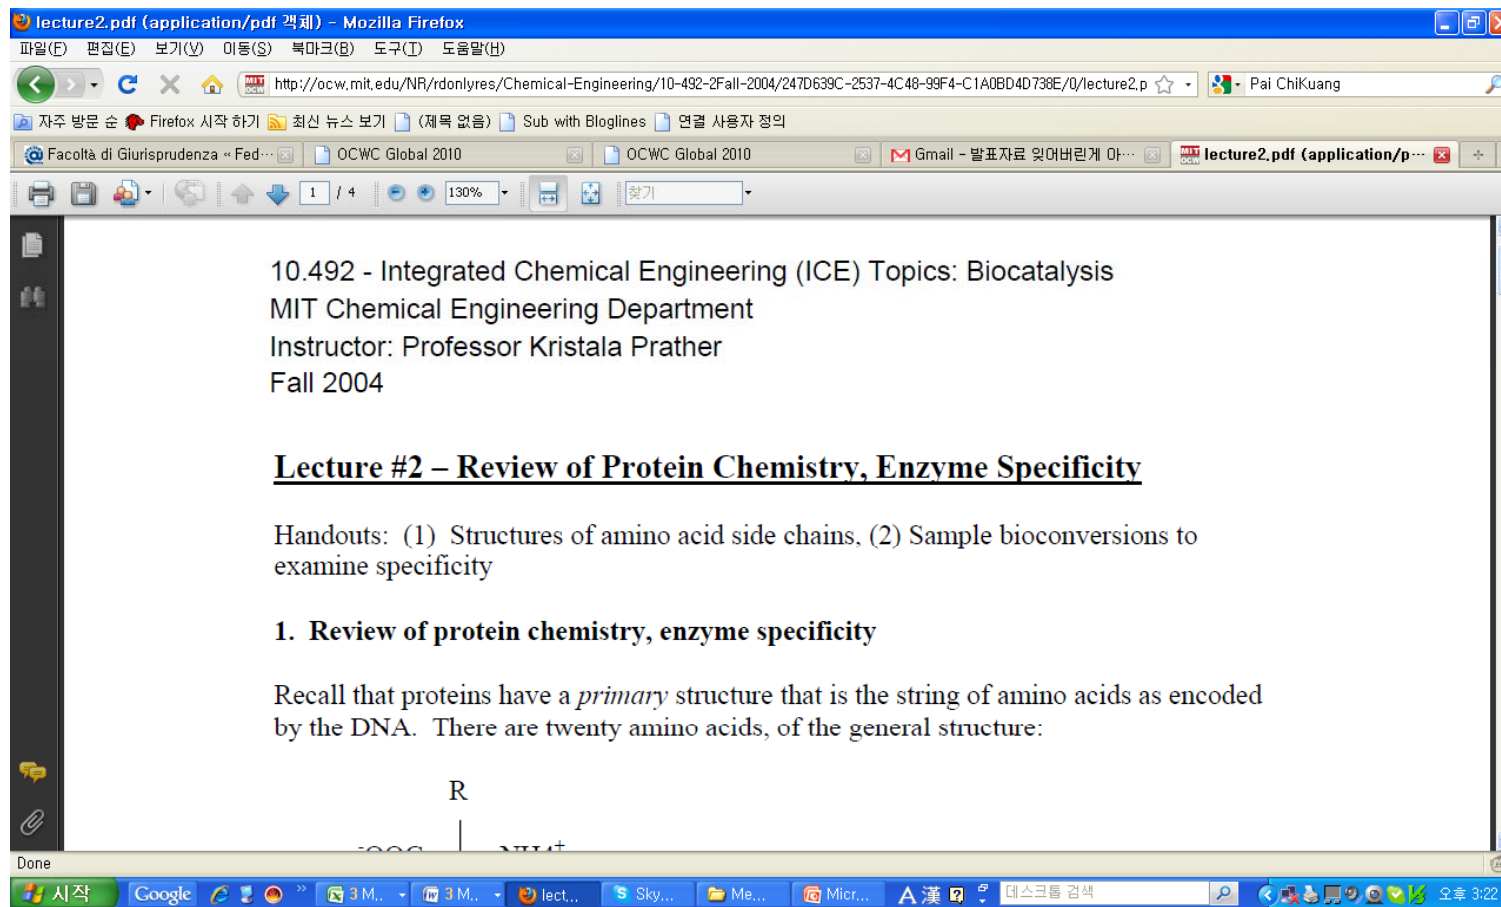 lecture2.pdf (application/pdf 객체) - Mozilla Firefox
파일(F) 편집(E) 보기(V) 이동(S) 북마크(B) 도구(T) 도움말(H)
http://ocw.mit.edu/NR/rdonlyres/Chemical-Engineering/10-492-2Fall-2004/247D639C-2537-4C48-99F4-C1A0BD4D738E/0/lecture2.p Pai ChiKuang
자주 방문 순 Firefox 시작 하기 최신 뉴스 보기 (제목 없음) Sub with Bloglines 연결 사용자 정의
Facoltà di Giurisprudenza « Fed… OCWC Global 2010 OCWC Global 2010 Gmail - 발표자료 잊어버린게 아… MIT OCW lecture2.pdf (application/p…
1 / 4 130% 찾기
10.492 - Integrated Chemical Engineering (ICE) Topics: Biocatalysis
MIT Chemical Engineering Department
Instructor: Professor Kristala Prather
Fall 2004
Lecture #2 – Review of Protein Chemistry, Enzyme Specificity
Handouts: (1) Structures of amino acid side chains, (2) Sample bioconversions to
examine specificity
1. Review of protein chemistry, enzyme specificity
Recall that proteins have a primary structure that is the string of amino acids as encoded
by the DNA. There are twenty amino acids, of the general structure:
R
-OOC NH4+
Done
시작 Google 3 M... 3 M... lect... Sky... Me... Micr... A 漢 데스크톱 검색 오후 3:22